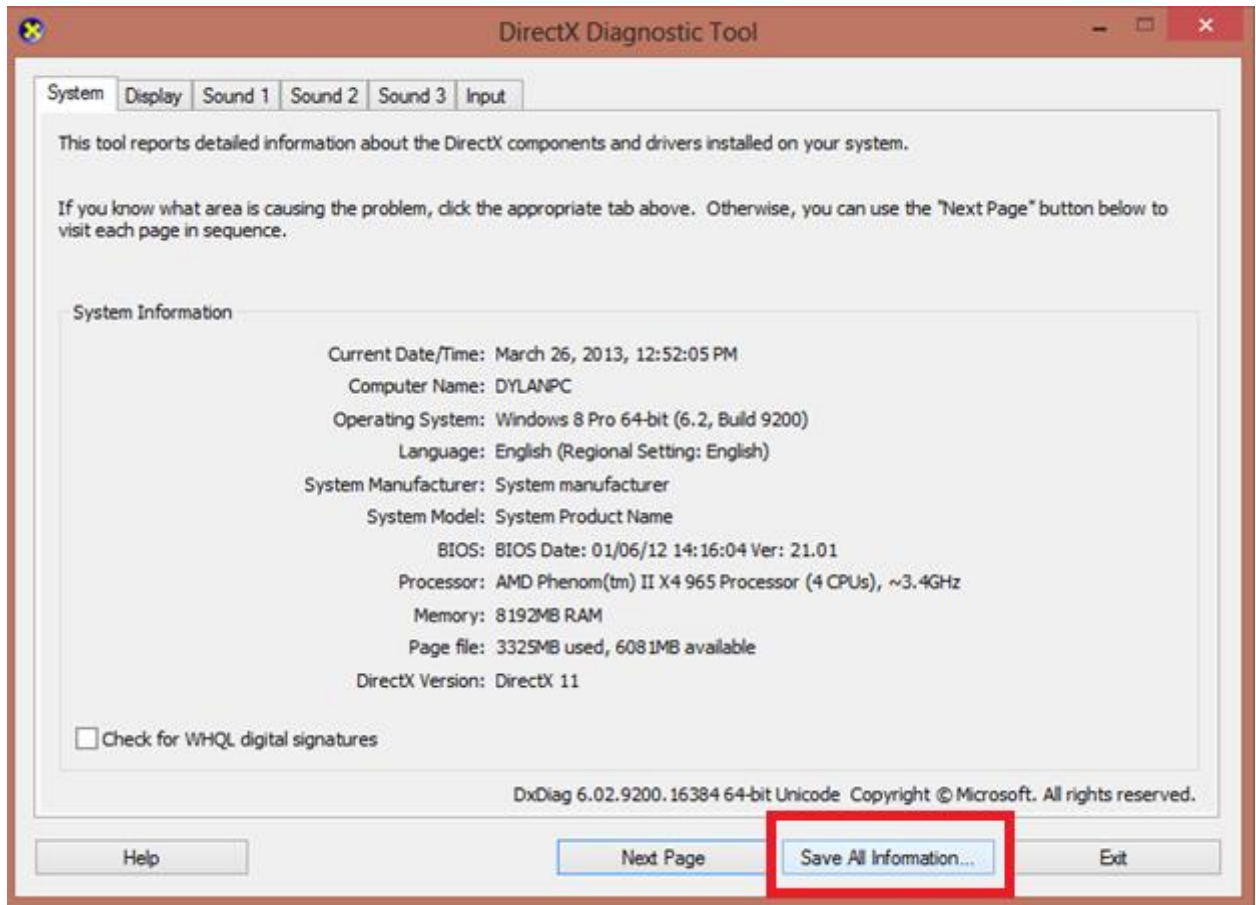 DirectX Diagnostic Tool
System Display Sound 1 Sound 2 Sound 3 Input
This tool reports detailed information about the DirectX components and drivers installed on your system.
If you know what area is causing the problem, click the appropriate tab above. Otherwise, you can use the "Next Page" button below to
visit each page in sequence.
System Information
Current Date/Time: March 26, 2013, 12:52:05 PM
Computer Name: DYLANPC
Operating System: Windows 8 Pro 64-bit (6.2, Build 9200)
Language: English (Regional Setting: English)
System Manufacturer: System manufacturer
System Model: System Product Name
BIOS: BIOS Date: 01/06/12 14:16:04 Ver: 21.01
Processor: AMD Phenom(tm) II X4 965 Processor (4 CPUs), ~3.4GHz
Memory: 8192MB RAM
Page file: 3325MB used, 6081MB available
DirectX Version: DirectX 11
Check for WHQL digital signatures
DxDiag 6.02.9200.16384 64-bit Unicode Copyright © Microsoft. All rights reserved.
Help Next Page Save All Information... Exit